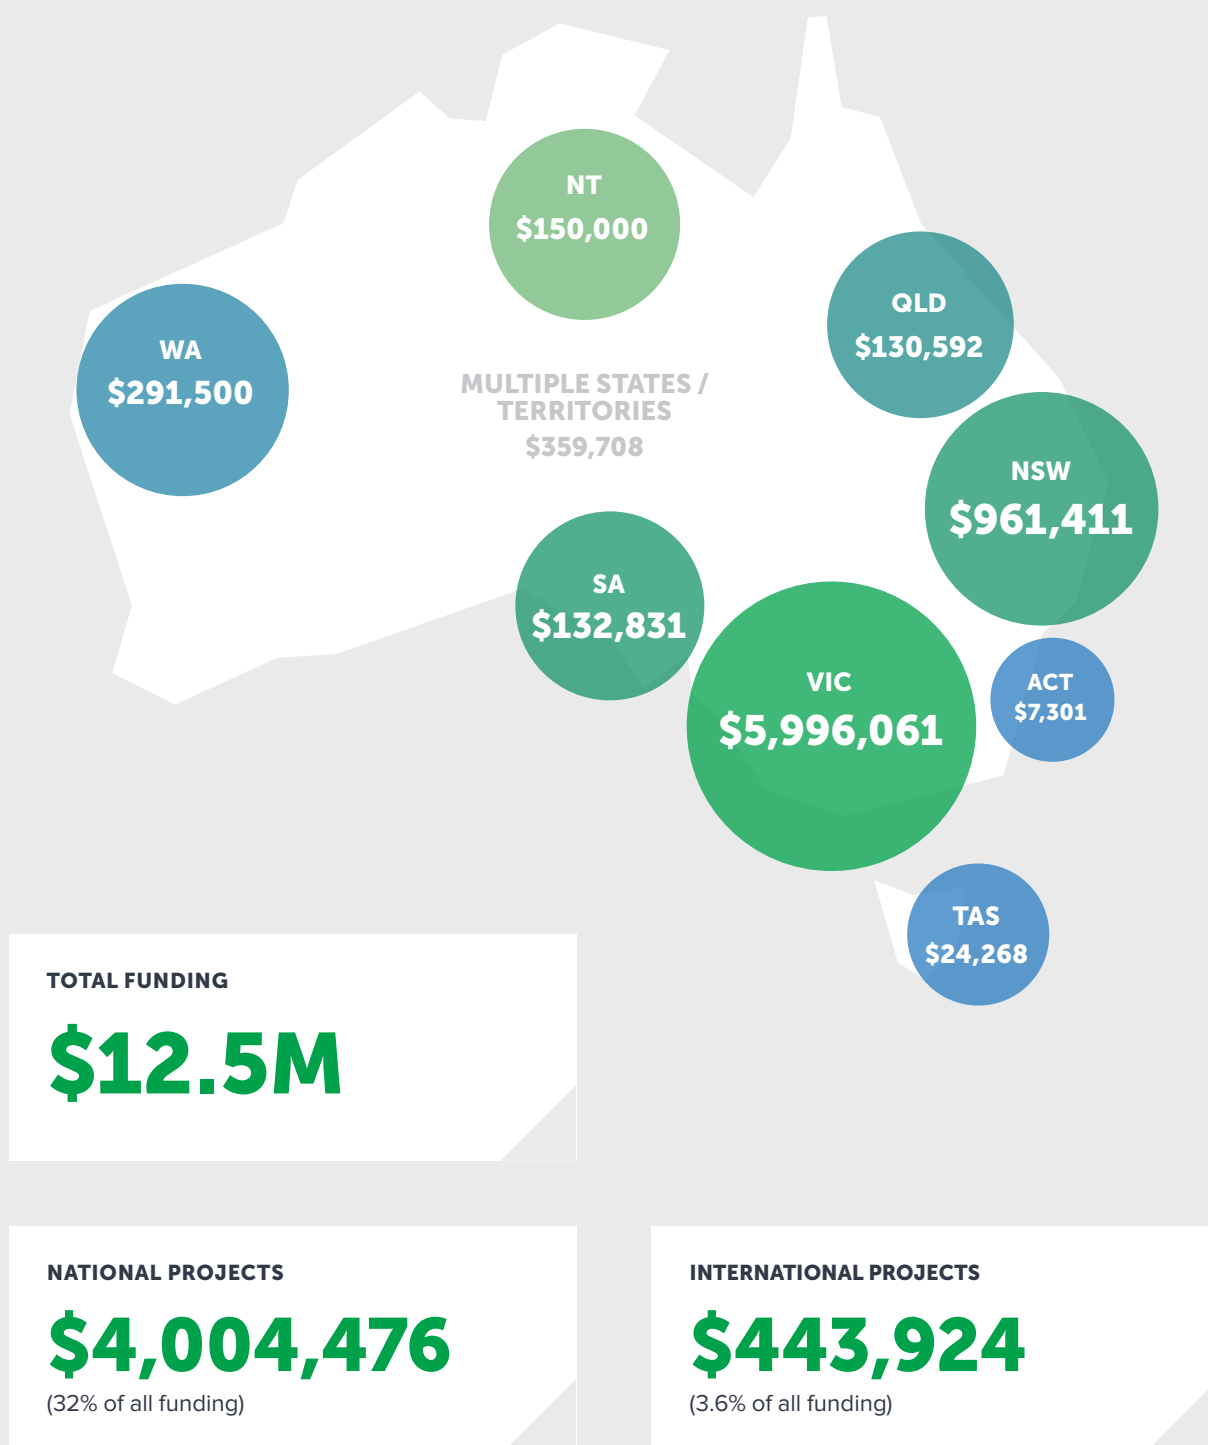 NT
$150,000
QLD
$130,592
WA
$291,500
MULTIPLE STATES /
TERRITORIES
$359,708
NSW
$961,411
SA
$132,831
VIC
$5,996,061
ACT
$7,301
TAS
$24,268
TOTAL FUNDING
$12.5M
NATIONAL PROJECTS
$4,004,476
(32% of all funding)
INTERNATIONAL PROJECTS
$443,924
(3.6% of all funding)